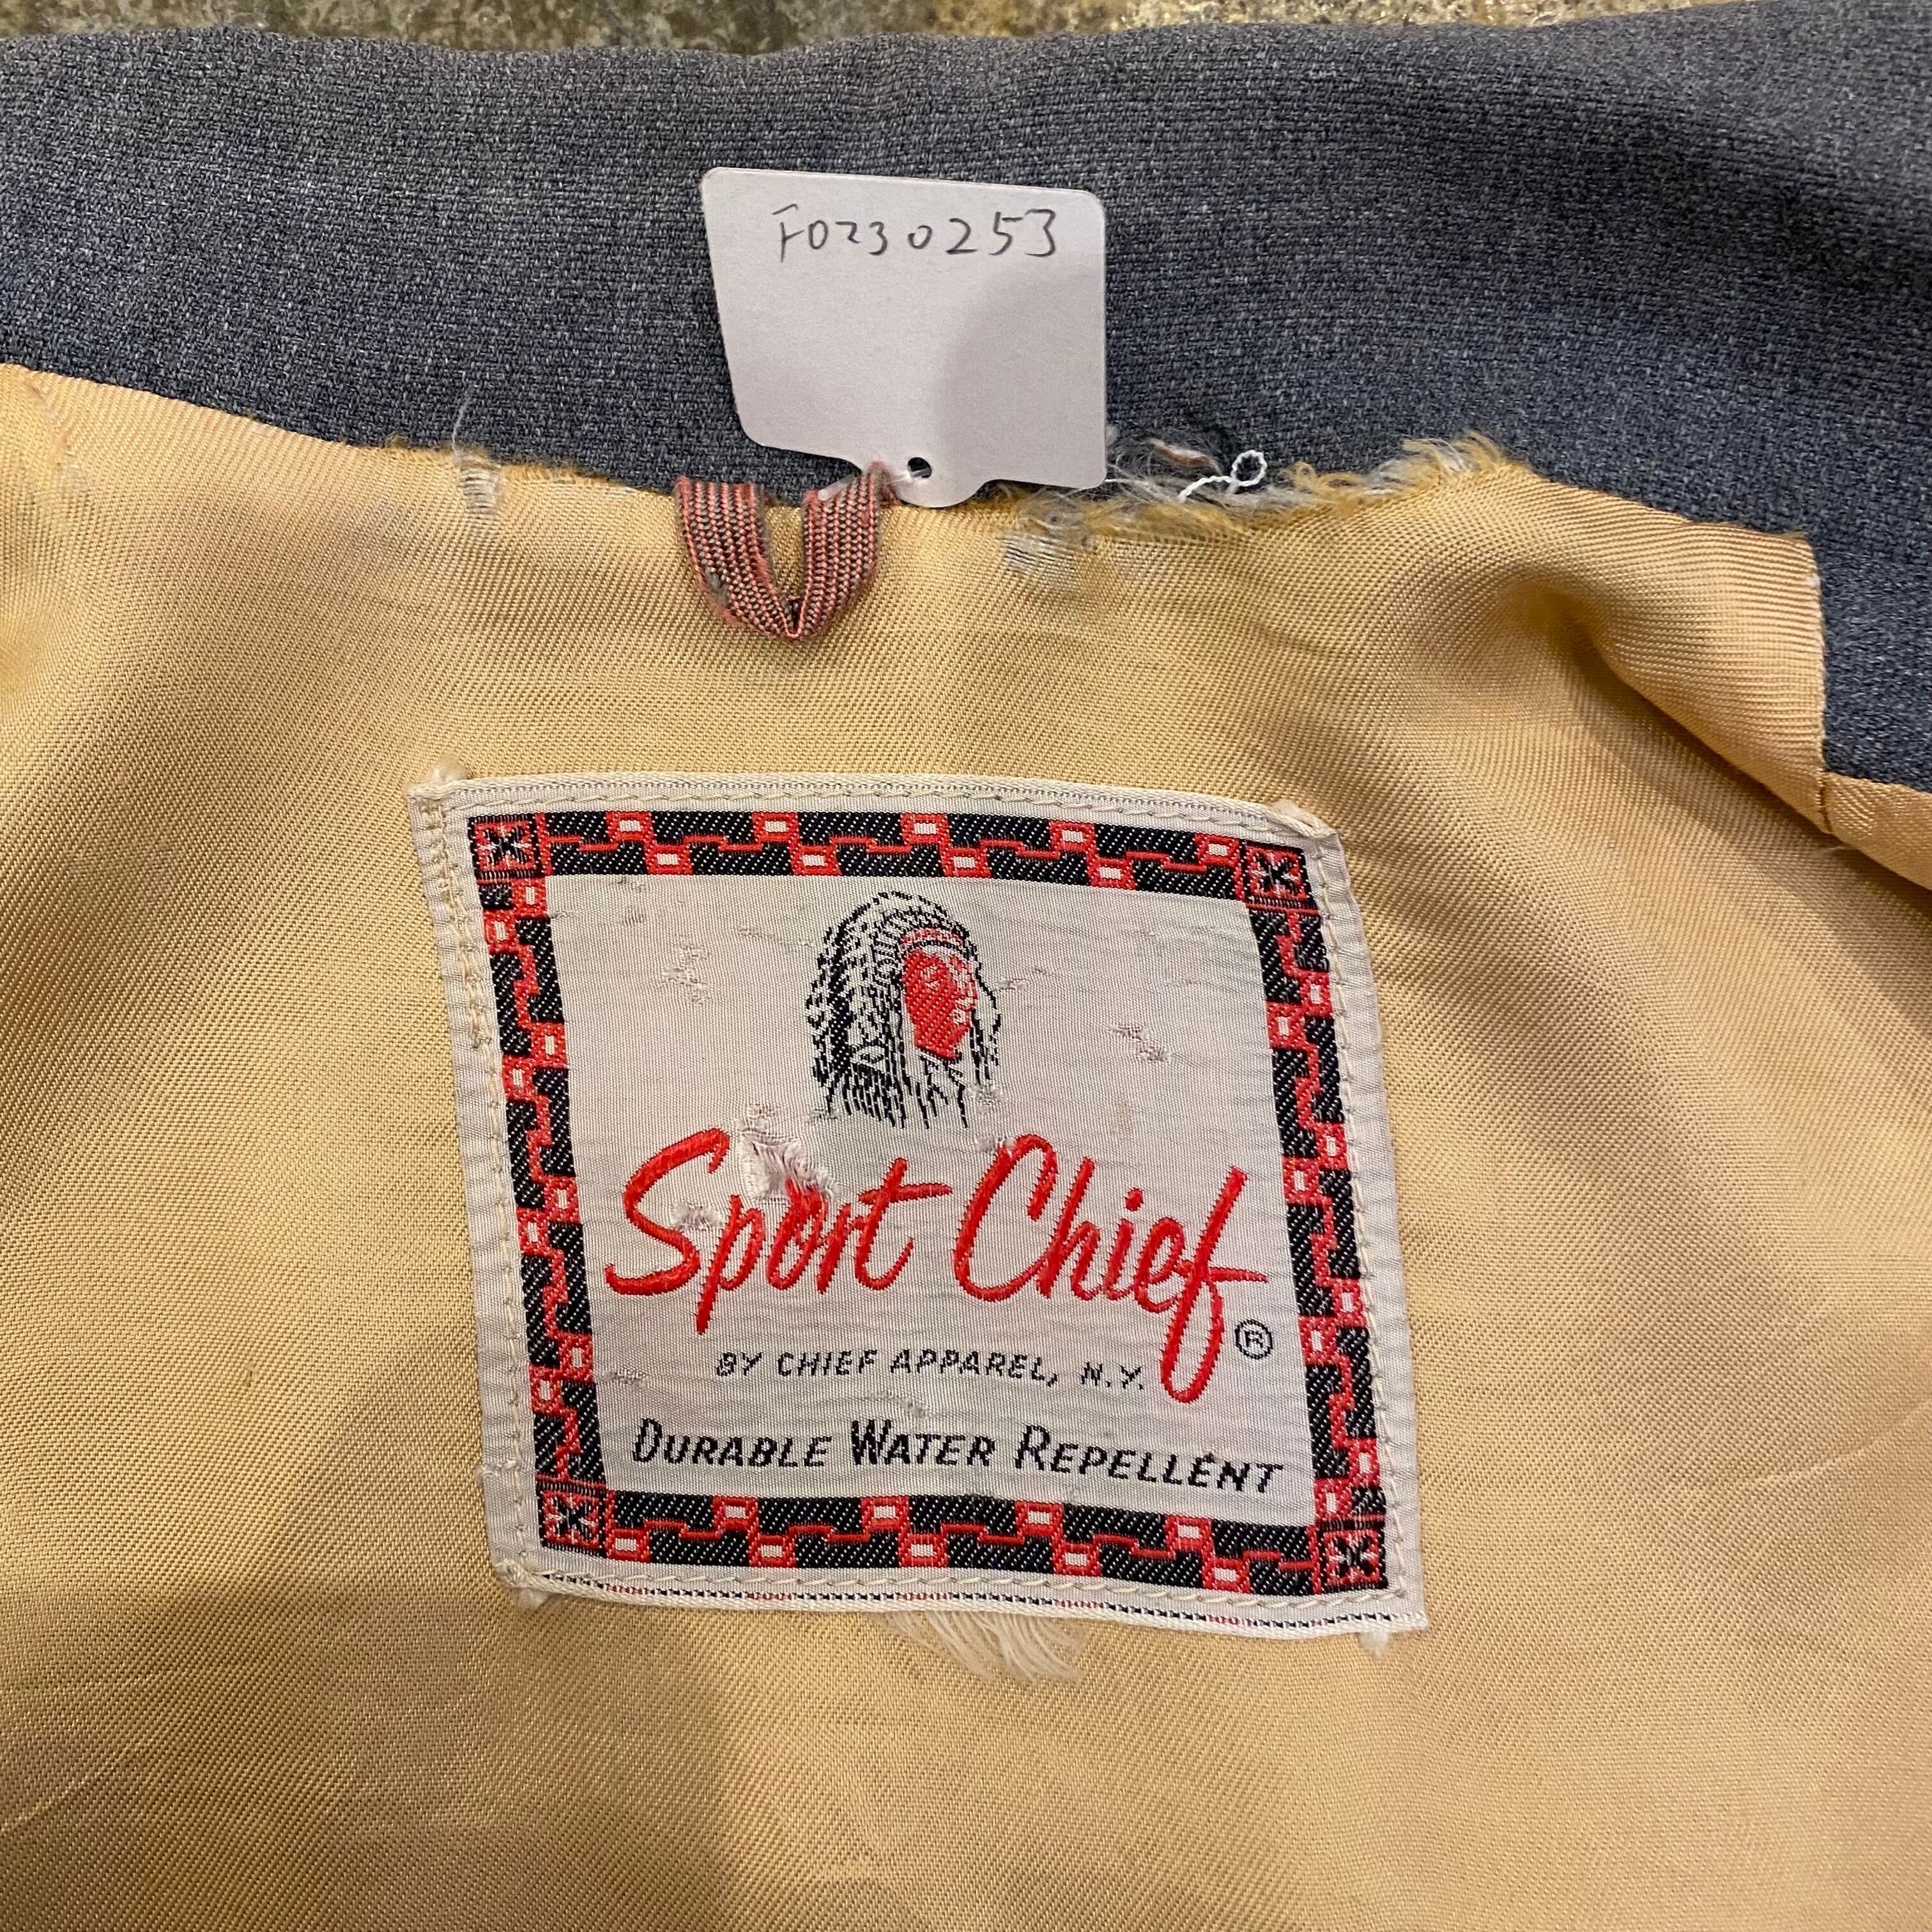 F0230253
Sport Chief ®
BY CHIEF APPAREL, N.Y.
DURABLE WATER REPELLENT